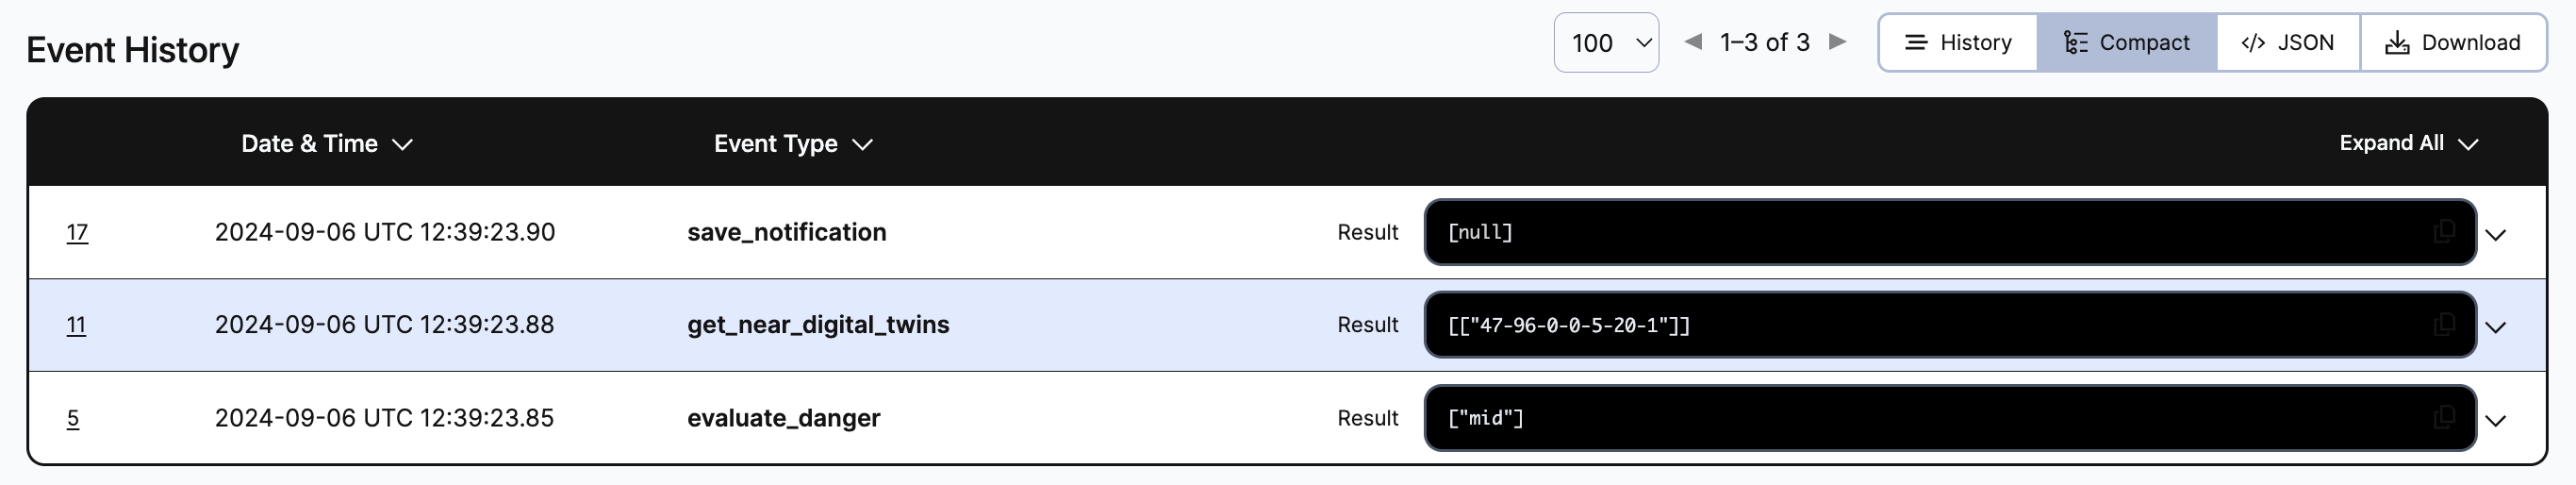 Event History 100 1–3 of 3 History Compact </> JSON Download
Date & Time Event Type Expand All
17 2024-09-06 UTC 12:39:23.90 save_notification Result [null]
11 2024-09-06 UTC 12:39:23.88 get_near_digital_twins Result [["47-96-0-0-5-20-1"]]
5 2024-09-06 UTC 12:39:23.85 evaluate_danger Result ["mid"]